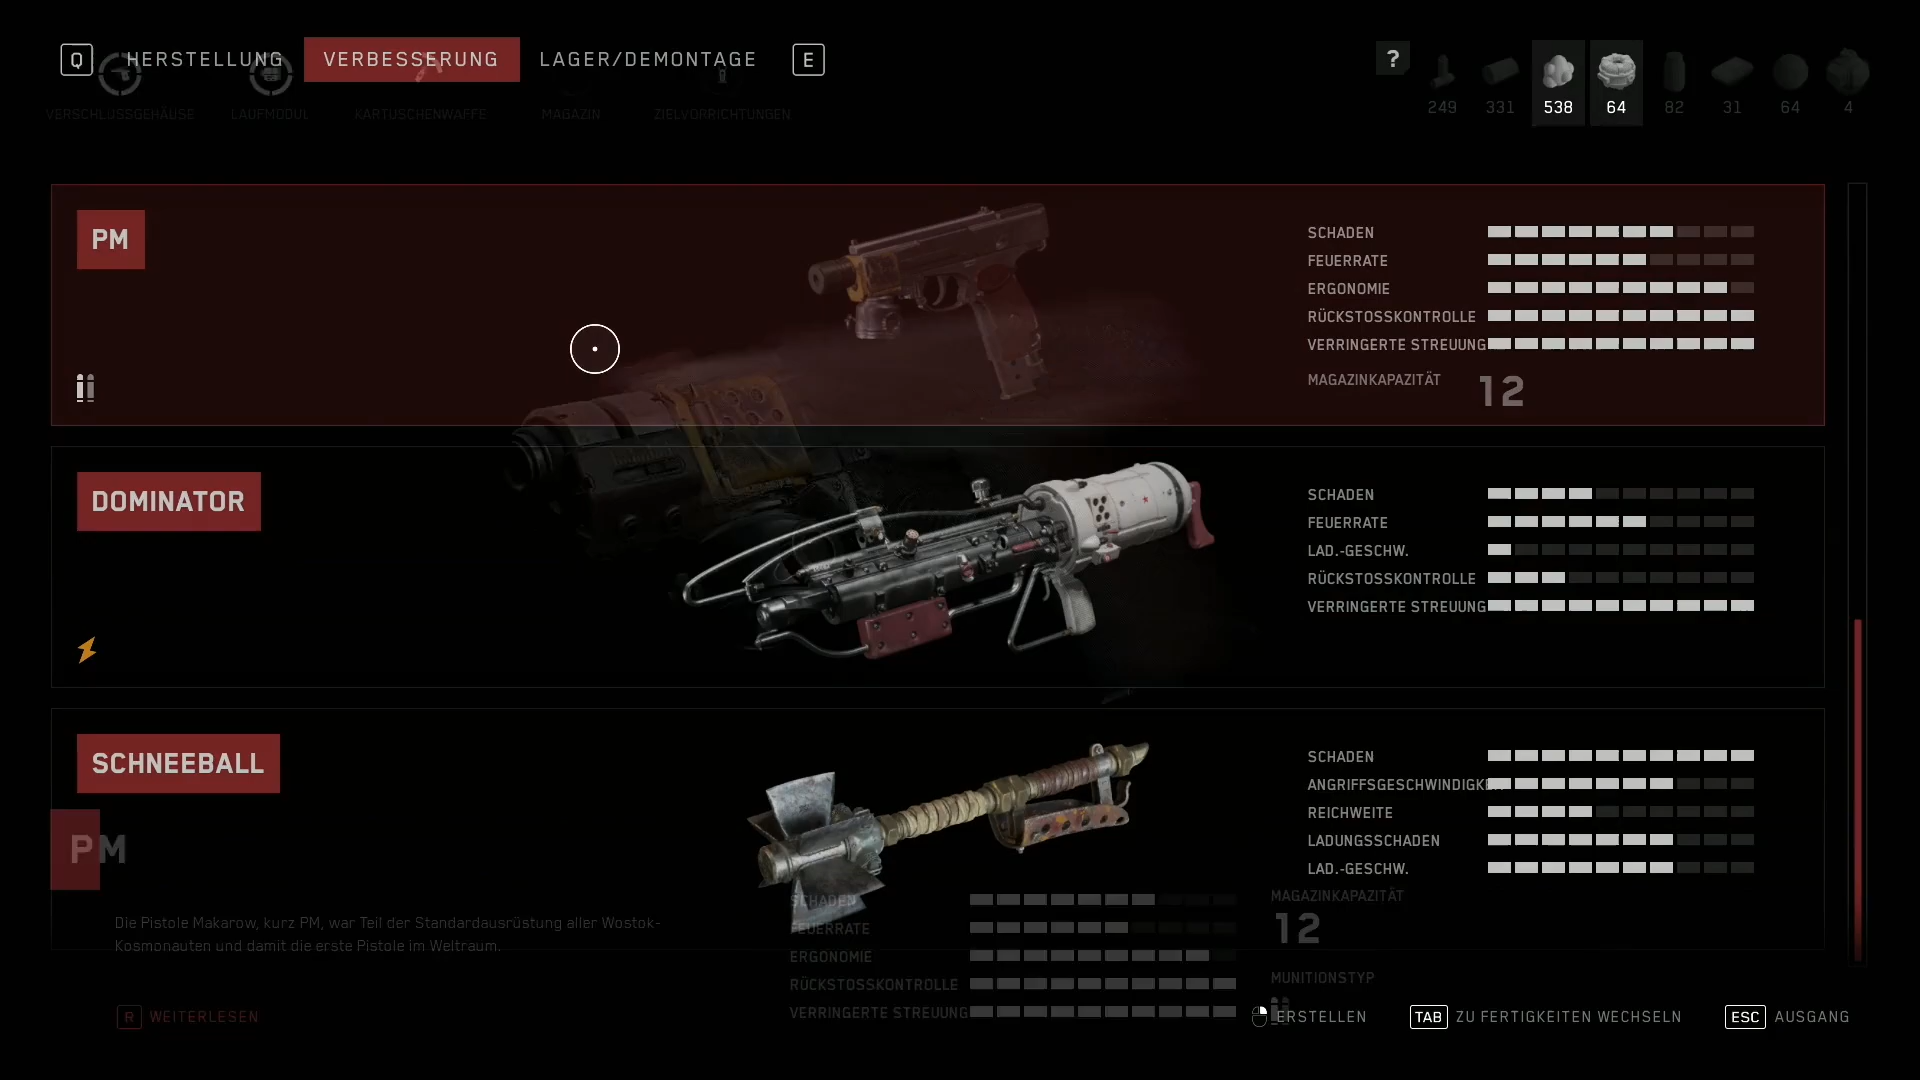 Q HERSTELLUNG VERBESSERUNG LAGER/DEMONTAGE E ?
249 331 538 64 82 31 64 4
VERSCHLUSSGEHÄUSE LAUFMODUL KARTUSCHENWAFFE MAGAZIN ZIELVORRICHTUNGEN
PM
SCHADEN
FEUERRATE
ERGONOMIE
RÜCKSTOSSKONTROLLE
VERRINGERTE STREUUNG
MAGAZINKAPAZITÄT 12
DOMINATOR
SCHADEN
FEUERRATE
LAD.-GESCHW.
RÜCKSTOSSKONTROLLE
VERRINGERTE STREUUNG
SCHNEEBALL
SCHADEN
ANGRIFFSGESCHWINDIGKEIT
REICHWEITE
LADUNGSSCHADEN
LAD.-GESCHW.
PM
Die Pistole Makarow, kurz PM, war Teil der Standardausrüstung aller Wostok-
Kosmonauten und damit die erste Pistole im Weltraum.
SCHADEN
FEUERRATE
ERGONOMIE
RÜCKSTOSSKONTROLLE
VERRINGERTE STREUUNG
MAGAZINKAPAZITÄT
12
MUNITIONSTYP
R WEITERLESEN
ERSTELLEN TAB ZU FERTIGKEITEN WECHSELN ESC AUSGANG